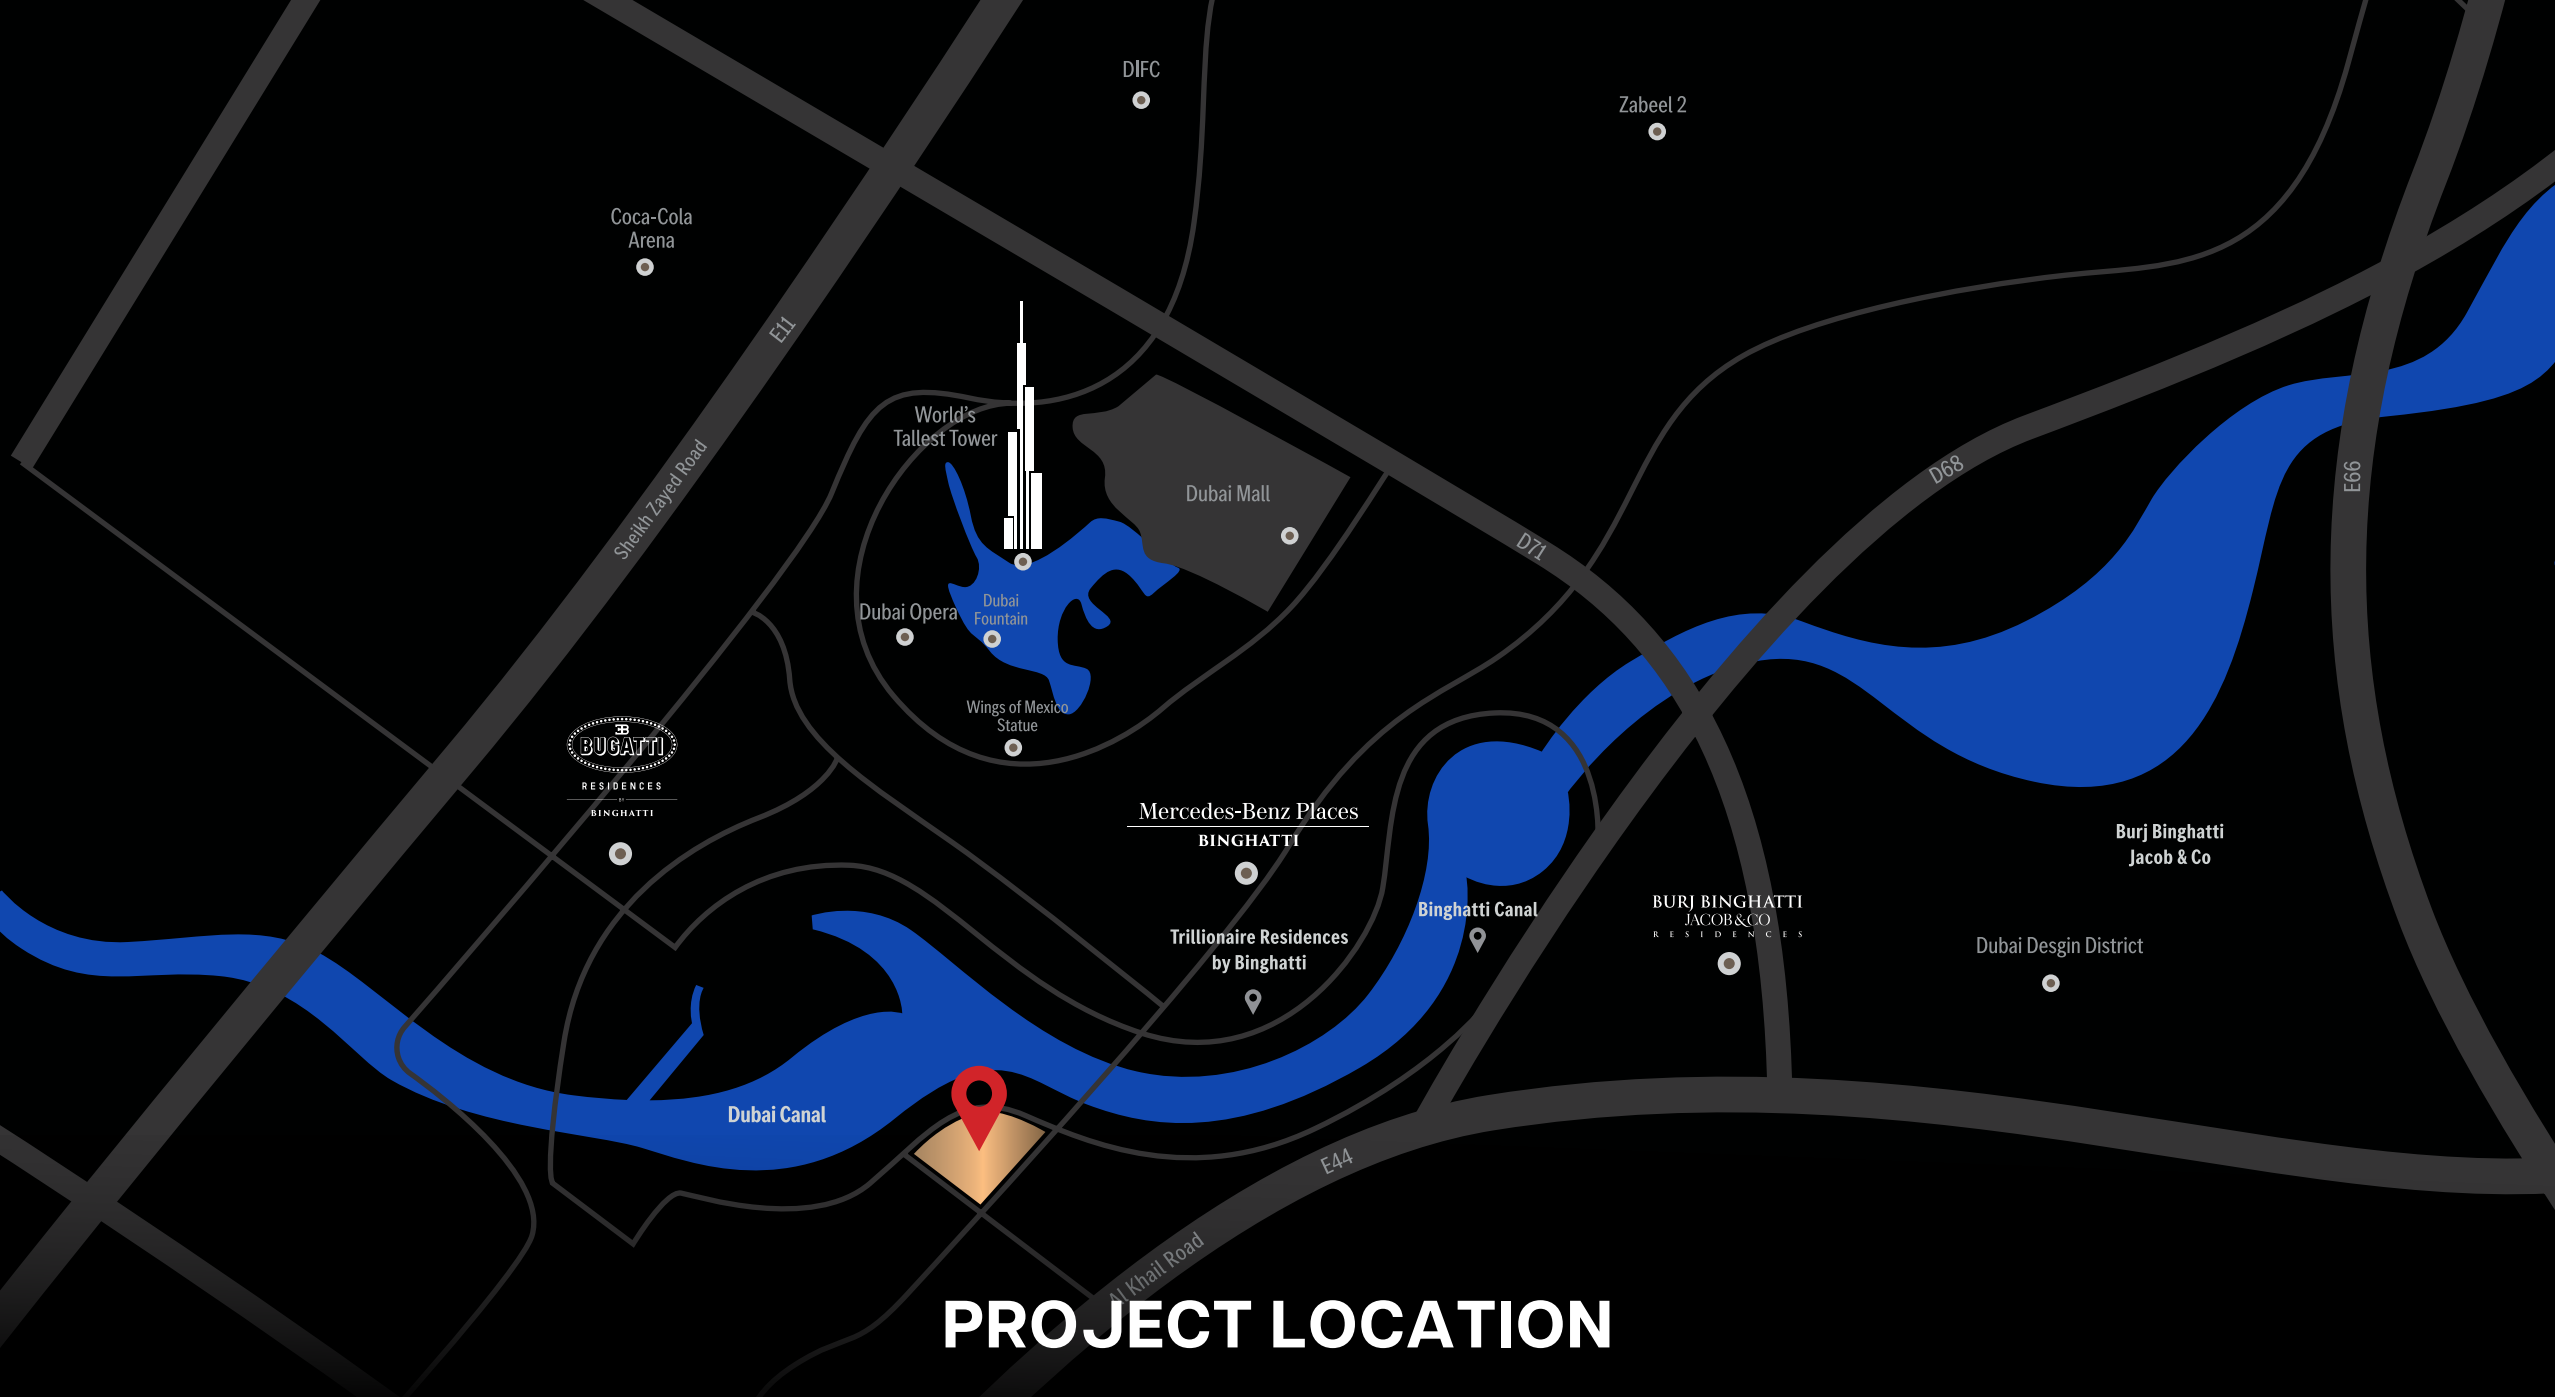 DIFC
Zabeel 2
Coca-Cola
Arena
E11
World's
Tallest Tower
Sheikh Zayed Road
Dubai Mall
D71
D68
E66
Dubai Opera
Dubai
Fountain
Wings of Mexico
Statue
EB
BUGATTI
RESIDENCES
BY
BINGHATTI
Mercedes-Benz Places
BINGHATTI
Burj Binghatti
Jacob & Co
Binghatti Canal
BURJ BINGHATTI
JACOB&CO
RESIDENCES
Trillionaire Residences
by Binghatti
Dubai Desgin District
Dubai Canal
E44
Al Khail Road
PROJECT LOCATION